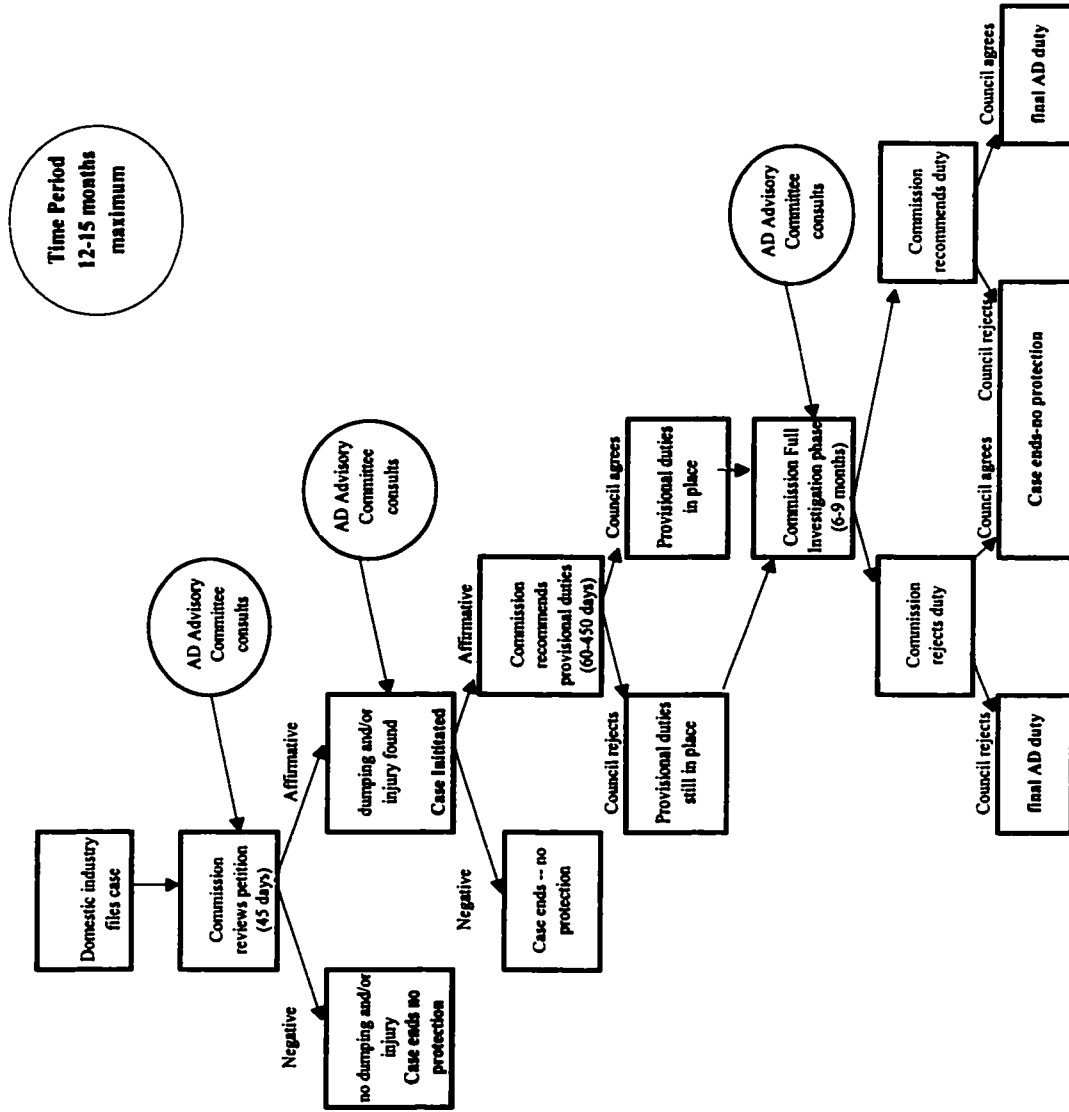 Time Period
12-15 months
maximum
Domestic industry
files case
AD Advisory
Committee
consults
Commission
reviews petition
(45 days)
Negative
Affirmative
AD Advisory
Committee
consults
no dumping and/or
injury
Case ends no
protection
dumping and/or
injury found
Case Inititated
Negative
Affirmative
Case ends -- no
protection
Commission
recommends
provisional duties
(60-450 days)
Council rejects
Council agrees
Provisional duties
still in place
Provisional duties
in place
AD Advisory
Committee
consults
Commission Full
Investigation phase
(6-9 months)
Commission
rejects duty
Commission
recommends duty
Council rejects
Council agrees
Council rejects
Council agrees
final AD duty
Case ends-no protection
final AD duty